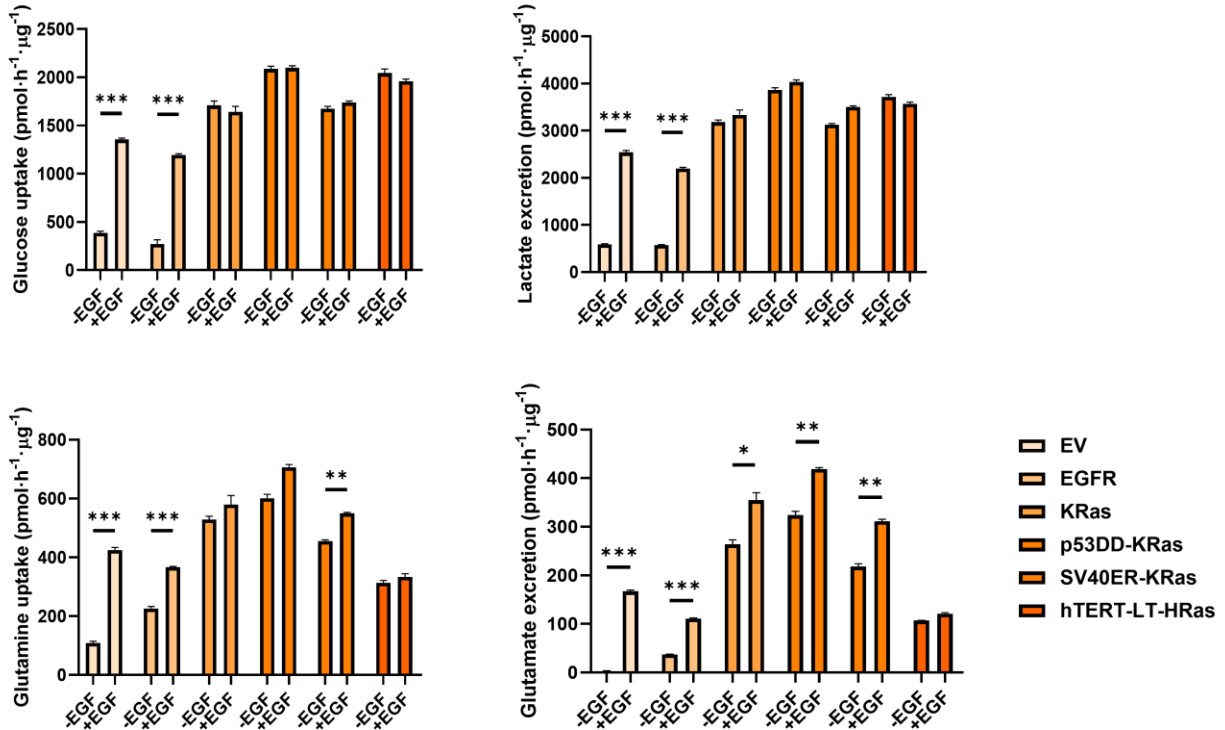 Glucose uptake (pmol·h⁻¹·μg⁻¹)
2500
2000
1500
1000
500
0
*** ***
-EGF +EGF -EGF +EGF -EGF +EGF -EGF +EGF -EGF +EGF -EGF +EGF
Lactate excretion (pmol·h⁻¹·μg⁻¹)
5000
4000
3000
2000
1000
0
*** ***
-EGF +EGF -EGF +EGF -EGF +EGF -EGF +EGF -EGF +EGF -EGF +EGF
Glutamine uptake (pmol·h⁻¹·μg⁻¹)
800
600
400
200
0
*** *** **
-EGF +EGF -EGF +EGF -EGF +EGF -EGF +EGF -EGF +EGF -EGF +EGF
Glutamate excretion (pmol·h⁻¹·μg⁻¹)
500
400
300
200
100
0
*** *** * ** **
-EGF +EGF -EGF +EGF -EGF +EGF -EGF +EGF -EGF +EGF -EGF +EGF
EV
EGFR
KRas
p53DD-KRas
SV40ER-KRas
hTERT-LT-HRas